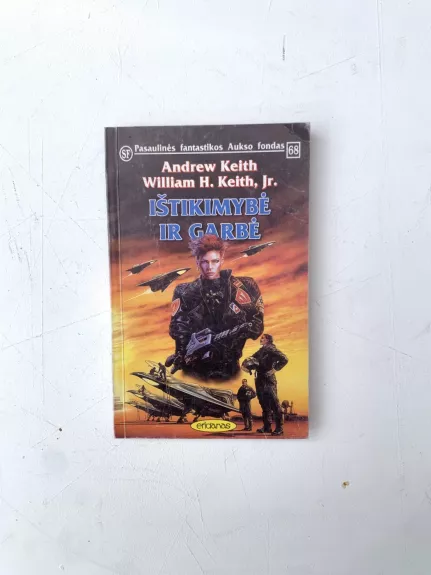 SF Pasaulinės fantastikos Aukso fondas 68
Andrew Keith
William H. Keith, Jr.
IŠTIKIMYBĖ
IR GARBĖ
eridanas